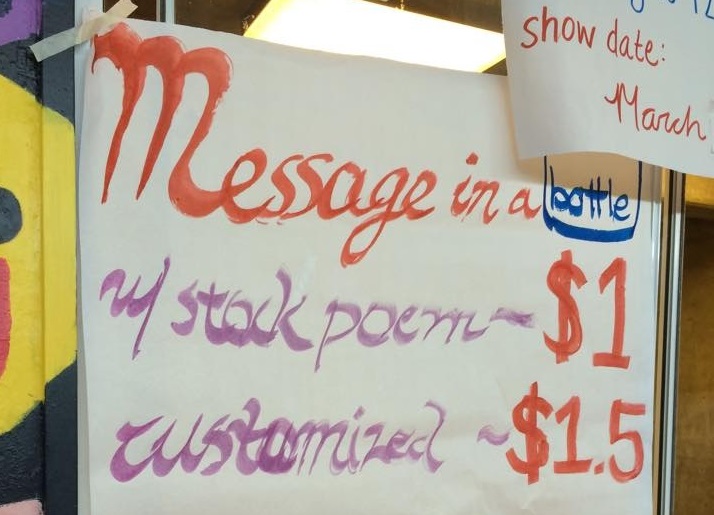 show date:
March
Message in a bottle
w/ stock poem ~ $1
customized ~ $1.5